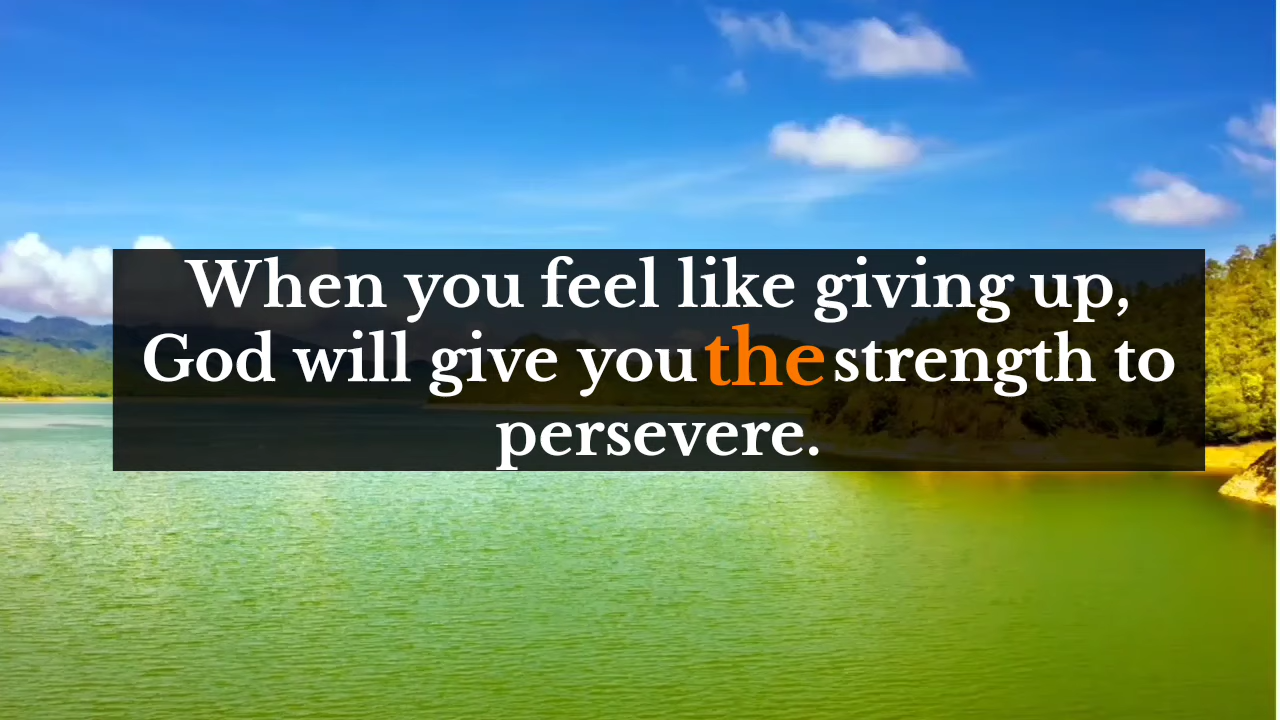 When you feel like giving up,
God will give you the strength to
persevere.